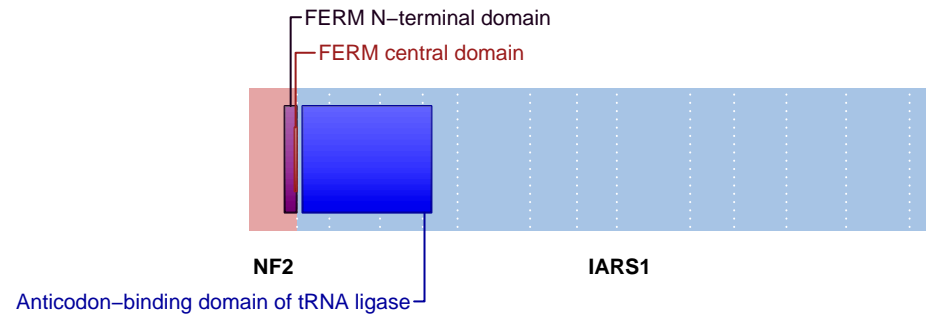 FERM N−terminal domain
FERM central domain
NF2
IARS1
Anticodon−binding domain of tRNA ligase